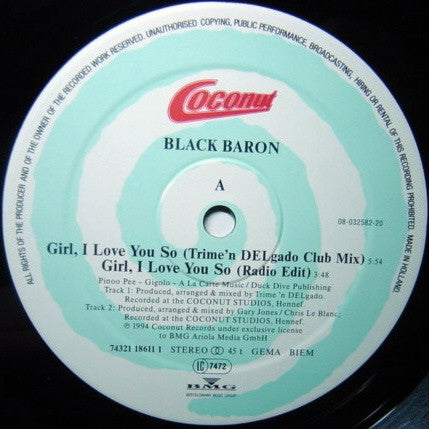 ALL RIGHTS OF THE PRODUCER AND OF THE OWNER OF THE RECORDED WORK RESERVED. UNAUTHORISED COPYING, PUBLIC PERFORMANCE, BROADCASTING, HIRING OR RENTAL OF THIS RECORDING PROHIBITED. MADE IN HOLLAND
Coconut
BLACK BARON
A
08-032582-20
Girl, I Love You So (Trime'n DELgado Club Mix) 5:54
Girl, I Love You So (Radio Edit) 3:48
Pinoo Pee - Gigolo - A La Carte Music / Duck Dive Publishing
Track 1: Produced, arranged & mixed by Trime 'n DELgado.
Recorded at the COCONUT STUDIOS, Hennef.
Track 2: Produced, arranged & mixed by Gary Jones / Chris Le Blanc,
Recorded at COCONUT STUDIOS, Hennef.
℗ 1994 Coconut Records under exclusive license
to BMG Ariola Media GmbH
74321 18611 1 STEREO 45 t GEMA BIEM
LC 7472
BMG
BERTELSMANN MUSIC GROUP